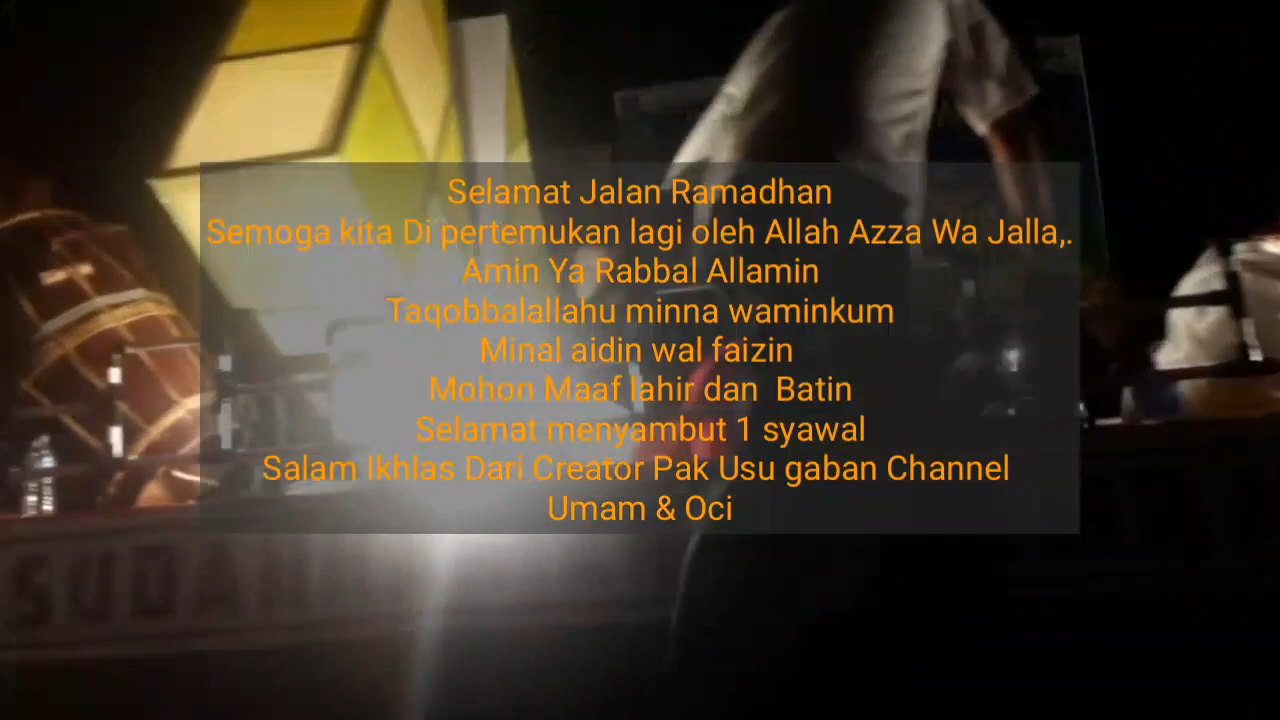 Selamat Jalan Ramadhan
Semoga kita Di pertemukan lagi oleh Allah Azza Wa Jalla,.
Amin Ya Rabbal Allamin
Taqobbalallahu minna waminkum
Minal aidin wal faizin
Mohon Maaf lahir dan  Batin
Selamat menyambut 1 syawal
Salam Ikhlas Dari Creator Pak Usu gaban Channel
Umam & Oci